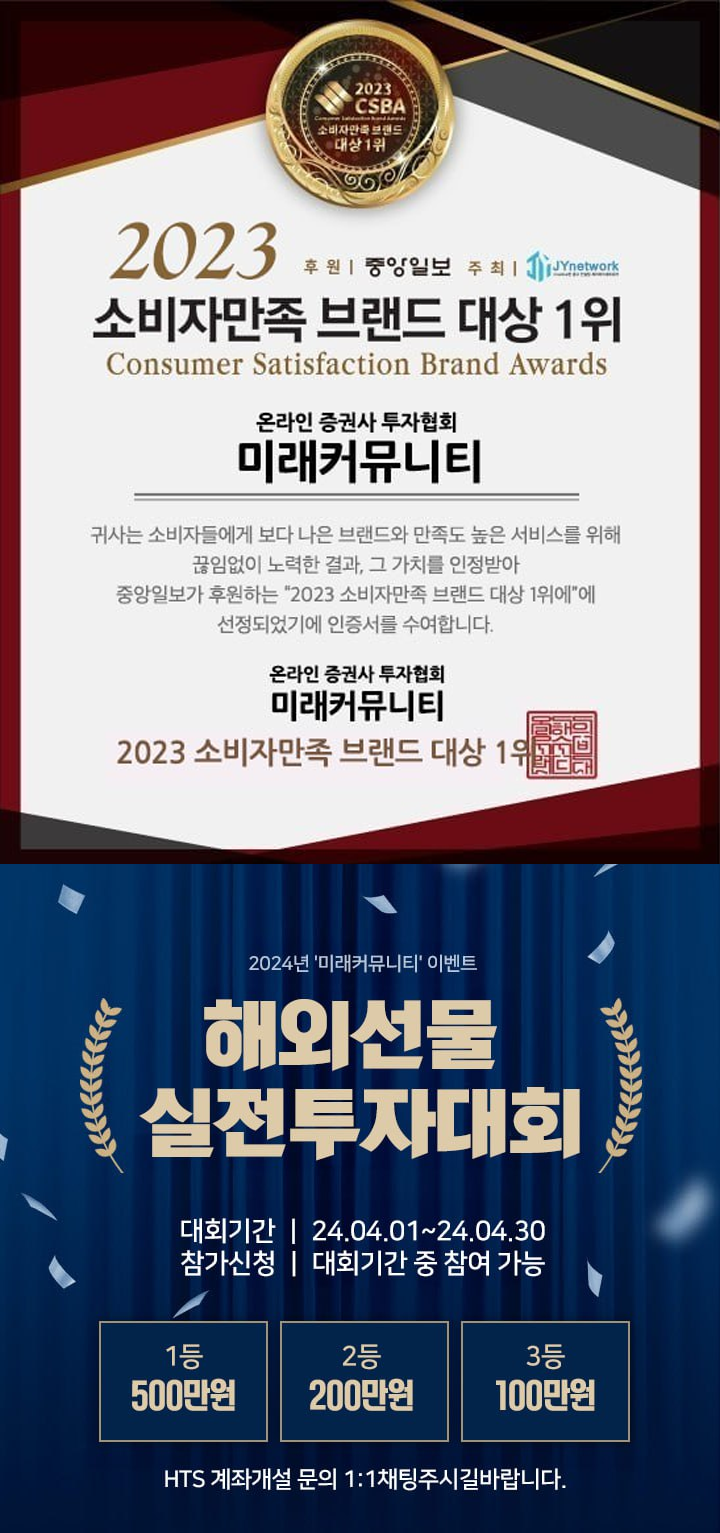 2023
CSBA
Consumer Satisfaction Brand Awards
소비자만족 브랜드
대상 1위
2023 후원 | 중앙일보 주최 | JYnetwork
소비자만족 브랜드 대상 1위
Consumer Satisfaction Brand Awards
온라인 증권사 투자협회
미래커뮤니티
귀사는 소비자들에게 보다 나은 브랜드와 만족도 높은 서비스를 위해
끊임없이 노력한 결과, 그 가치를 인정받아
중앙일보가 후원하는 "2023 소비자만족 브랜드 대상 1위에"에
선정되었기에 인증서를 수여합니다.
온라인 증권사 투자협회
미래커뮤니티
2023 소비자만족 브랜드 대상 1위
2024년 '미래커뮤니티' 이벤트
해외선물
실전투자대회
대회기간 | 24.04.01~24.04.30
참가신청 | 대회기간 중 참여 가능
1등 2등 3등
500만원 200만원 100만원
HTS 계좌개설 문의 1:1채팅주시길바랍니다.